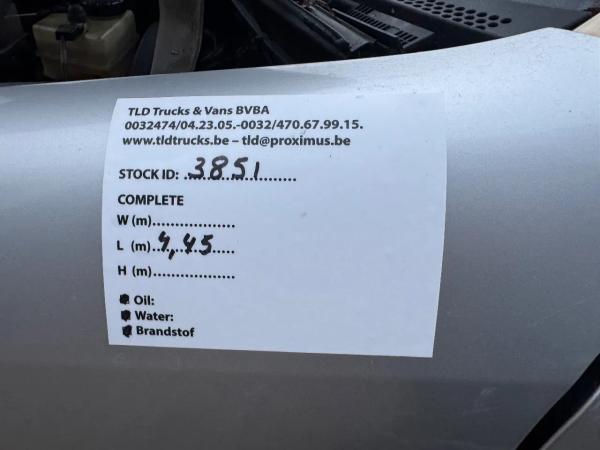 TLD Trucks & Vans BVBA
0032474/04.23.05.-0032/470.67.99.15.
www.tldtrucks.be – tld@proximus.be
STOCK ID: 3851
COMPLETE
W (m)
L (m) 4,45
H (m)
Oil:
Water:
Brandstof